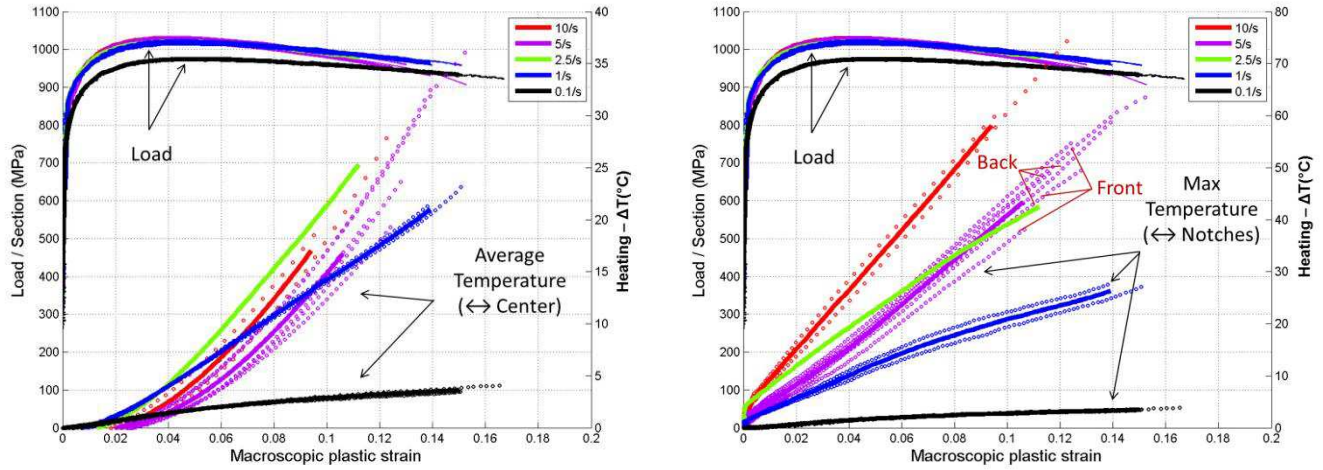 1100
1000
900
800
700
600
500
400
300
200
100
0
Load / Section (MPa)
40
35
30
25
20
15
10
5
0
Heating – ΔT(°C)
10/s
5/s
2.5/s
1/s
0.1/s
Load
Average
Temperature
(↔ Center)
0 0.02 0.04 0.06 0.08 0.1 0.12 0.14 0.16 0.18 0.2
Macroscopic plastic strain
1100
1000
900
800
700
600
500
400
300
200
100
0
Load / Section (MPa)
80
70
60
50
40
30
20
10
0
Heating – ΔT(°C)
10/s
5/s
2.5/s
1/s
0.1/s
Load
Back
Front
Max
Temperature
(↔ Notches)
0 0.02 0.04 0.06 0.08 0.1 0.12 0.14 0.16 0.18 0.2
Macroscopic plastic strain